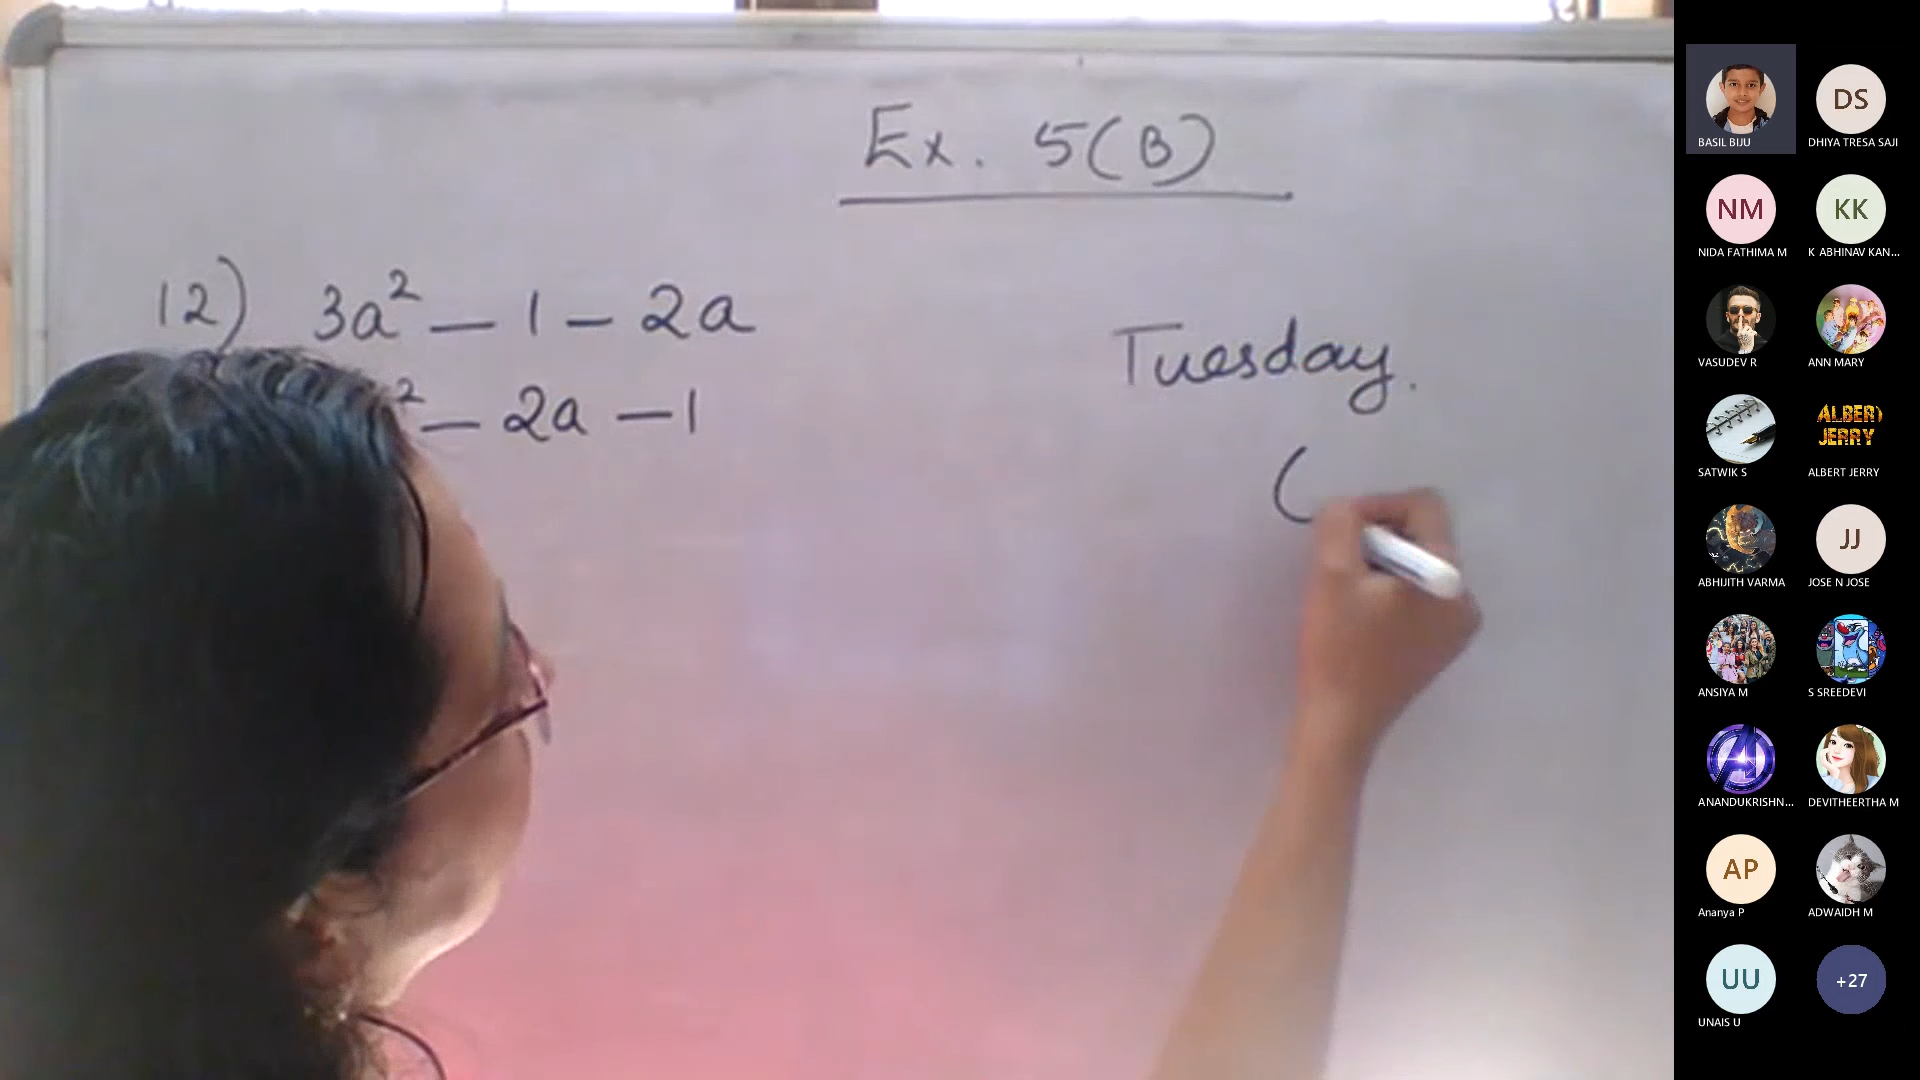 Ex. 5(B)
12) 3a² – 1 – 2a
² – 2a – 1
Tuesday.
(
BASIL BIJU
DS
DHIYA TRESA SAJI
NM
NIDA FATHIMA M
KK
K ABHINAV KAN...
VASUDEV R
ANN MARY
SATWIK S
ALBERT JERRY
ALBERT JERRY
ABHIJITH VARMA
JJ
JOSE N JOSE
ANSIYA M
S SREEDEVI
ANANDUKRISHN...
DEVITHEERTHA M
AP
Ananya P
ADWAIDH M
UU
UNAIS U
+27